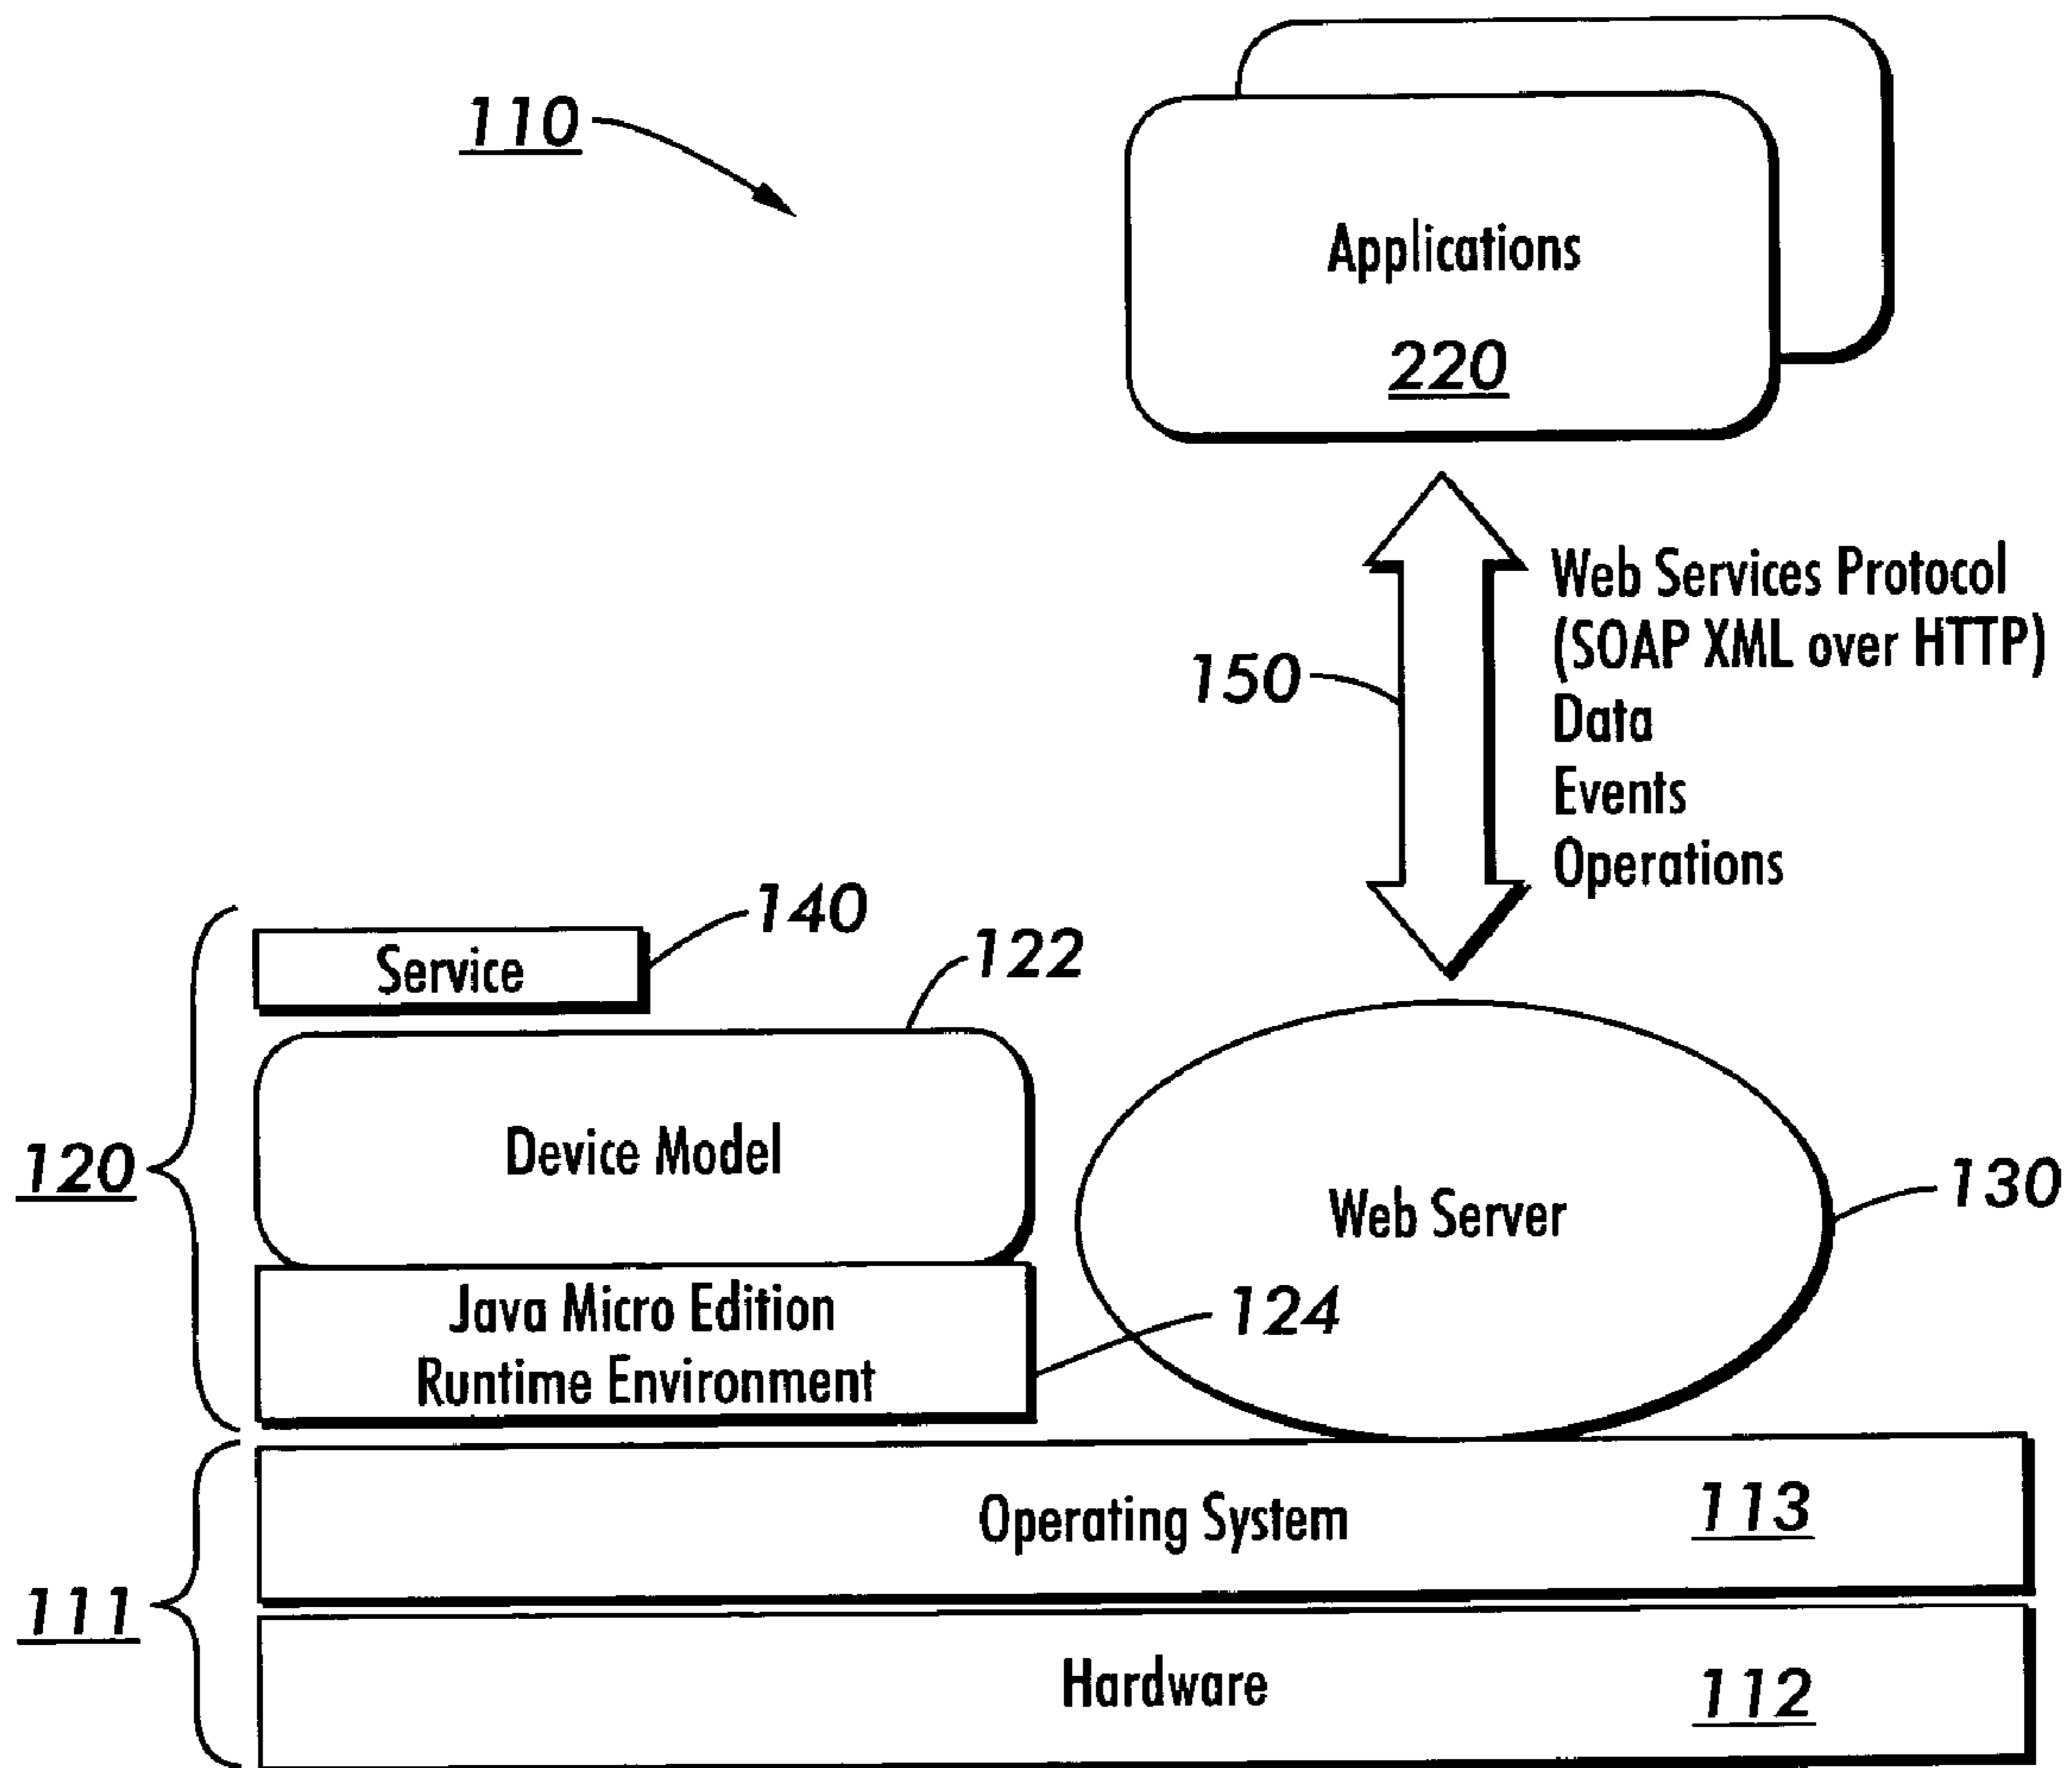 110
Applications
220
150
Web Services Protocol
(SOAP XML over HTTP)
Data
Events
Operations
140
Service
122
Device Model
120
Web Server
130
124
Java Micro Edition
Runtime Environment
Operating System
113
111
Hardware
112